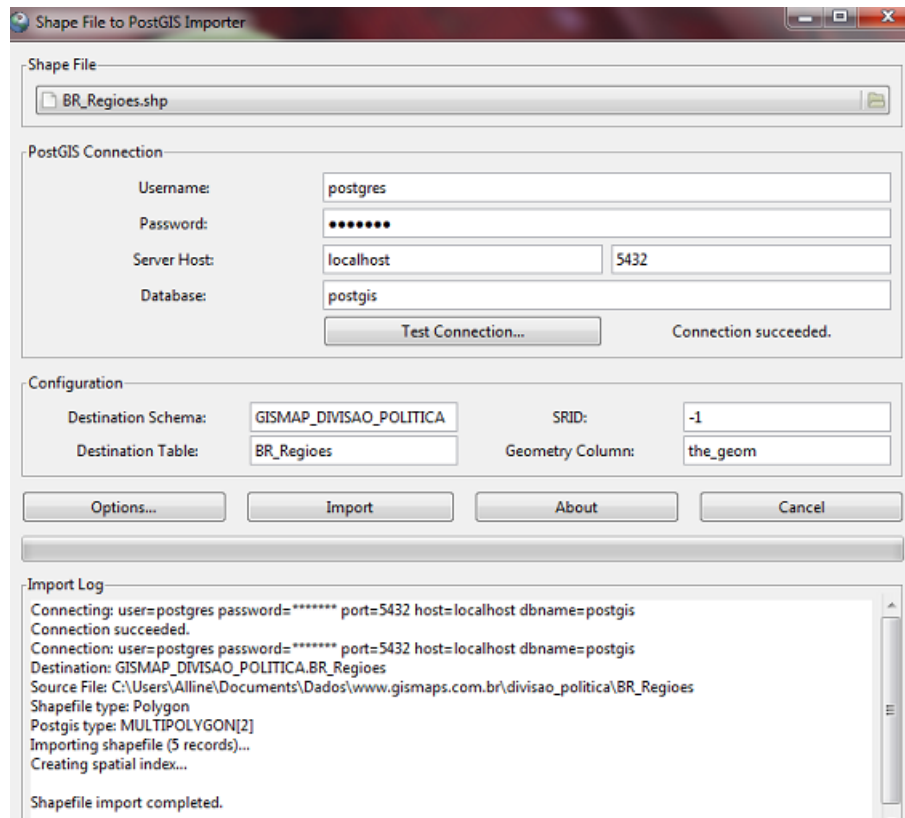 Shape File to PostGIS Importer
Shape File
BR_Regioes.shp
PostGIS Connection
Username: postgres
Password: •••••••
Server Host: localhost 5432
Database: postgis
Test Connection... Connection succeeded.
Configuration
Destination Schema: GISMAP_DIVISAO_POLITICA SRID: -1
Destination Table: BR_Regioes Geometry Column: the_geom
Options... Import About Cancel
Import Log
Connecting: user=postgres password=******* port=5432 host=localhost dbname=postgis
Connection succeeded.
Connection: user=postgres password=******* port=5432 host=localhost dbname=postgis
Destination: GISMAP_DIVISAO_POLITICA.BR_Regioes
Source File: C:\Users\Alline\Documents\Dados\www.gismaps.com.br\divisao_politica\BR_Regioes
Shapefile type: Polygon
Postgis type: MULTIPOLYGON[2]
Importing shapefile (5 records)...
Creating spatial index...
Shapefile import completed.